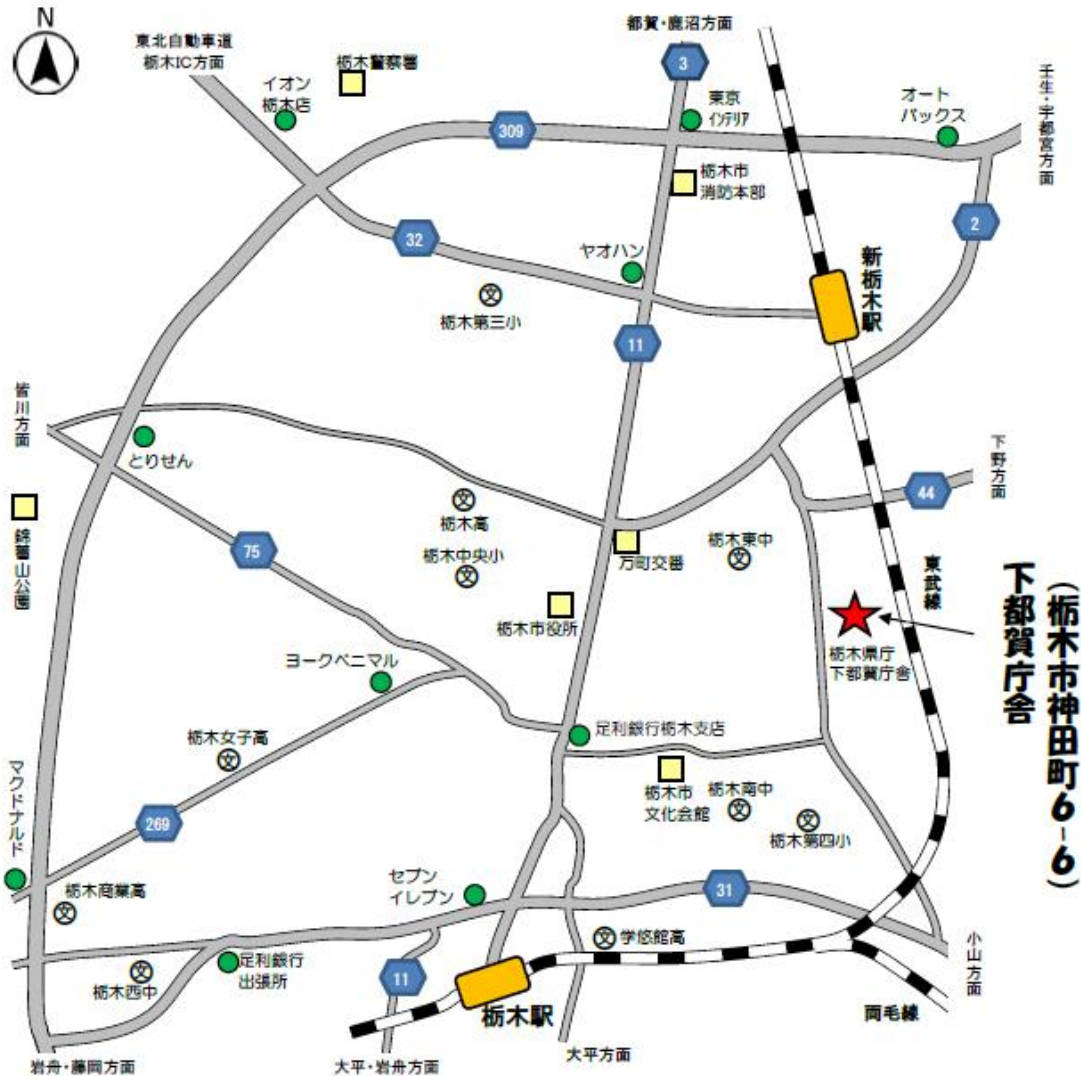 N
東北自動車道
栃木IC方面
栃木警察署
イオン
栃木店
都賀・鹿沼方面
3
東京
インテリア
オート
バックス
壬生・宇都宮方面
309
栃木市
消防本部
2
32
ヤオハン
新栃木駅
栃木第三小
文
11
皆川方面
とりせん
下野方面
44
文
栃木高
錦着山公園
75
栃木中央小
文
万町交番
栃木東中
文
東武線
栃木市役所
栃木県庁
下都賀庁舎
下都賀庁舎
(栃木市神田町6-6)
ヨークベニマル
足利銀行栃木支店
栃木女子高
文
マクドナルド
栃木市
文化会館
栃木南中
文
文
栃木第四小
269
セブン
イレブン
31
栃木商業高
文
文
学悠館高
小山方面
足利銀行
出張所
文
栃木西中
11
栃木駅
両毛線
岩舟・藤岡方面
大平・岩舟方面
大平方面